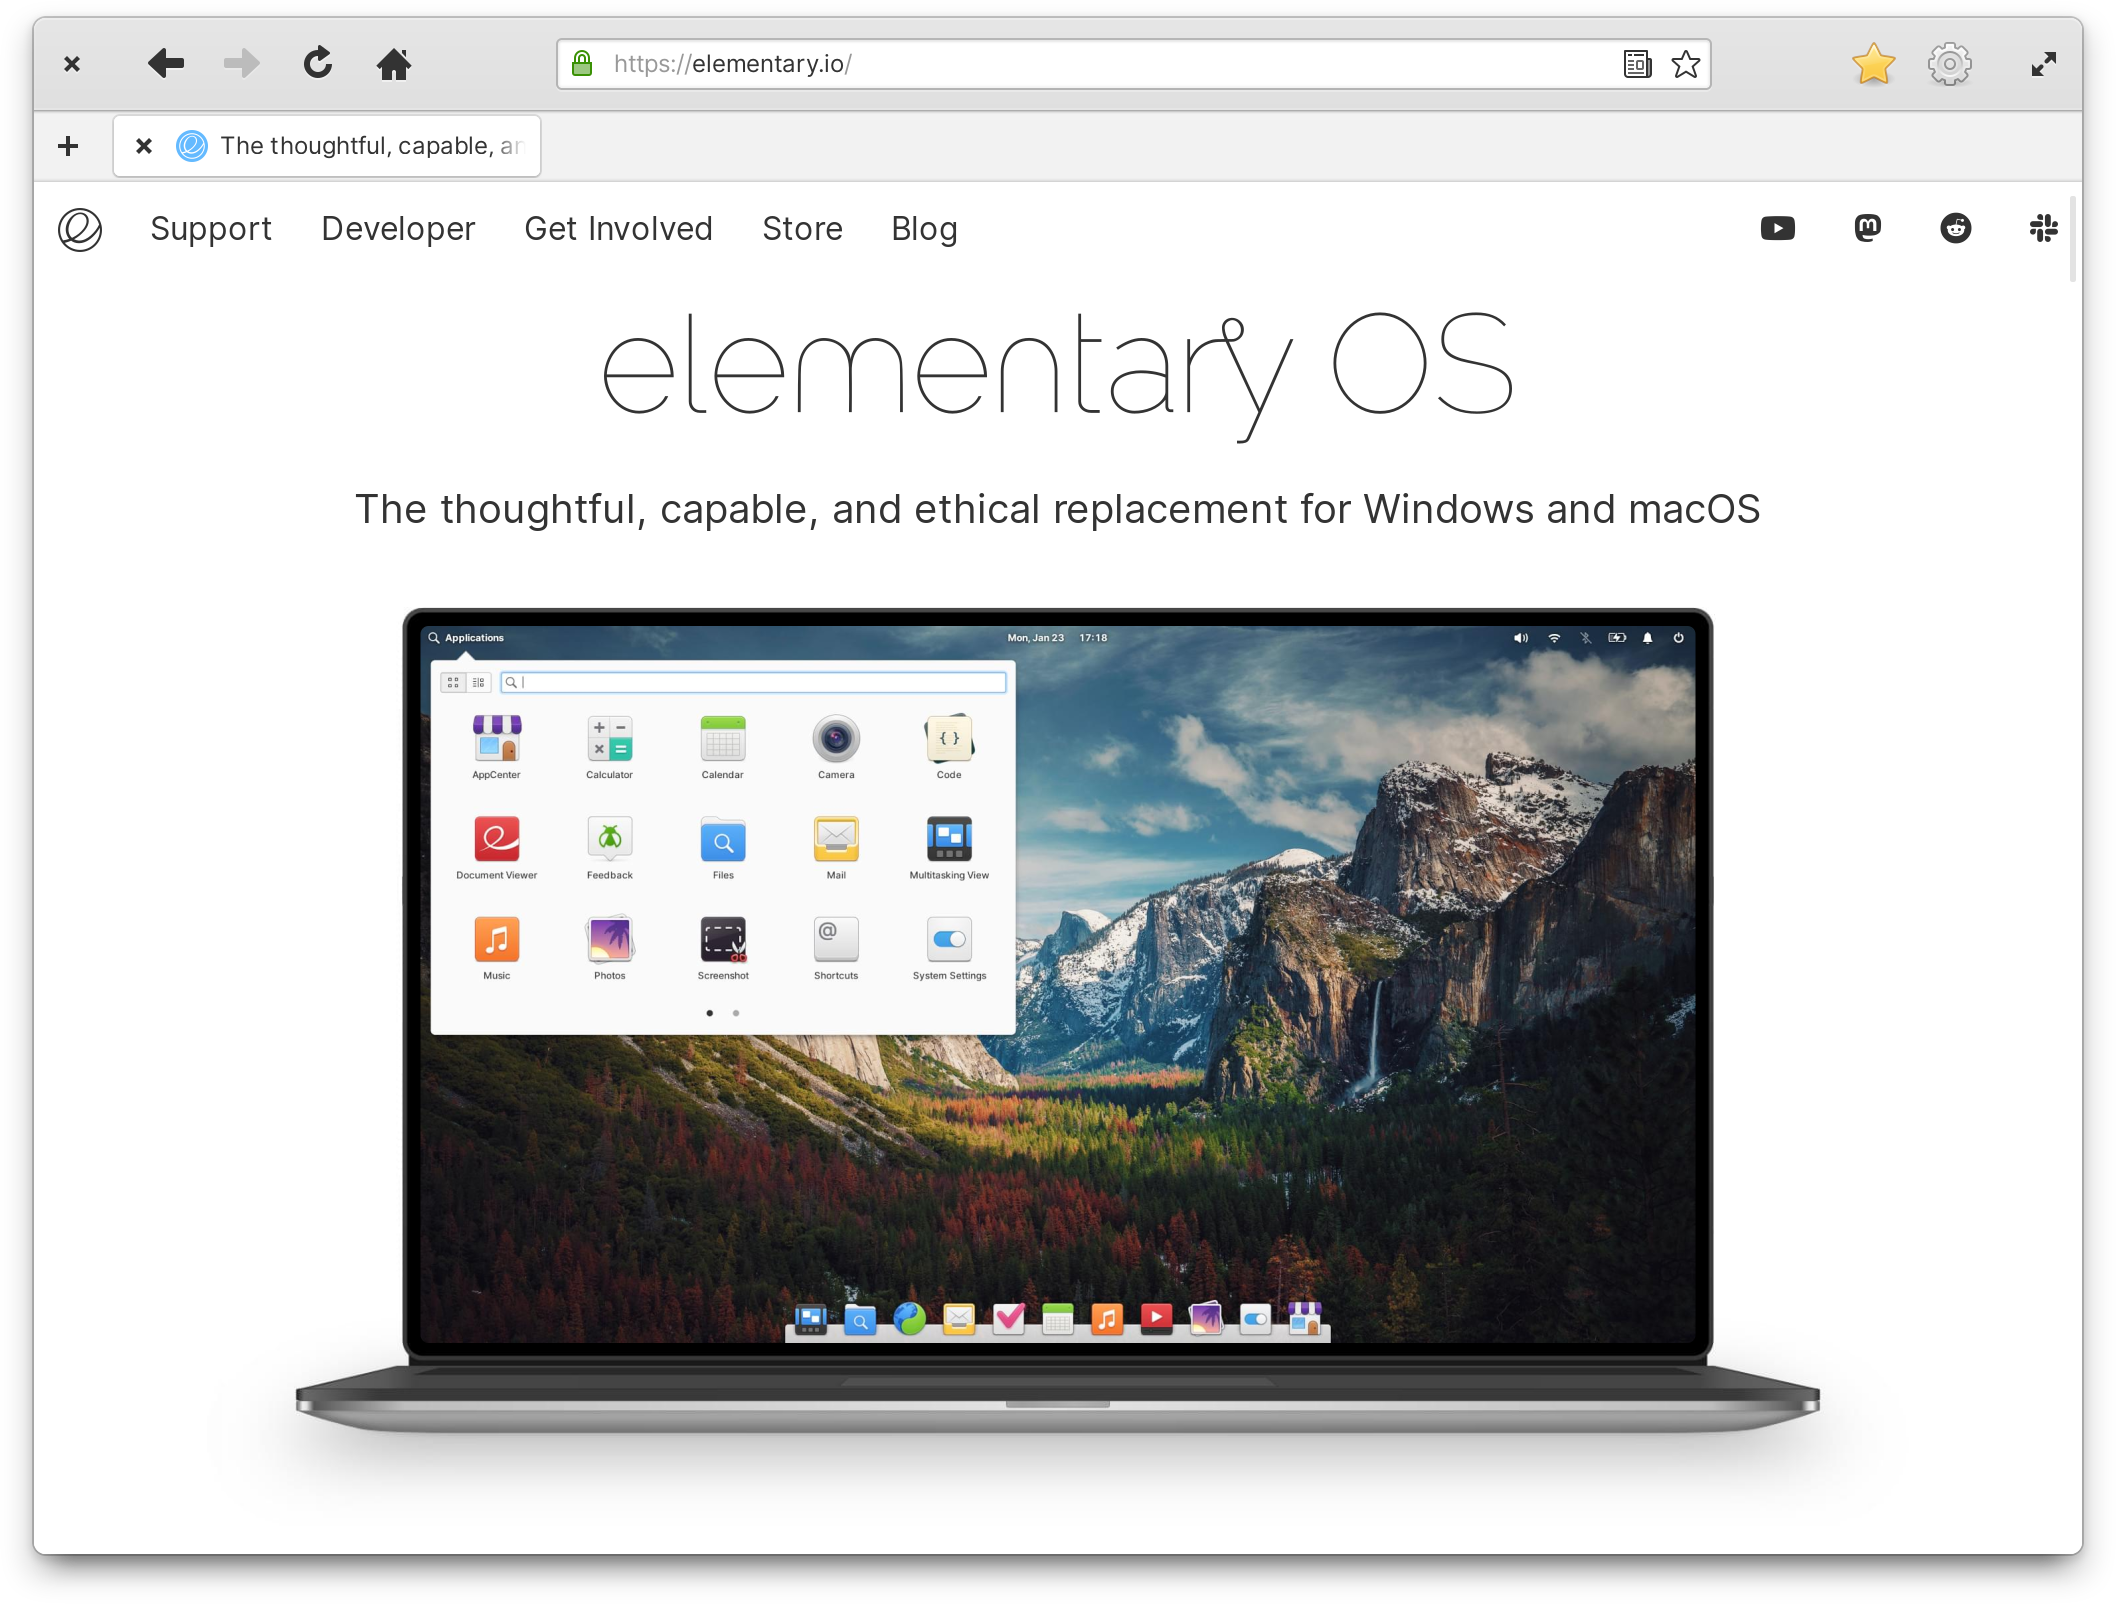 https://elementary.io/
The thoughtful, capable, an
Support Developer Get Involved Store Blog
elementary OS
The thoughtful, capable, and ethical replacement for Windows and macOS
Applications Mon, Jan 23 17:18
AppCenter Calculator Calendar Camera Code
Document Viewer Feedback Files Mail Multitasking View
Music Photos Screenshot Shortcuts System Settings